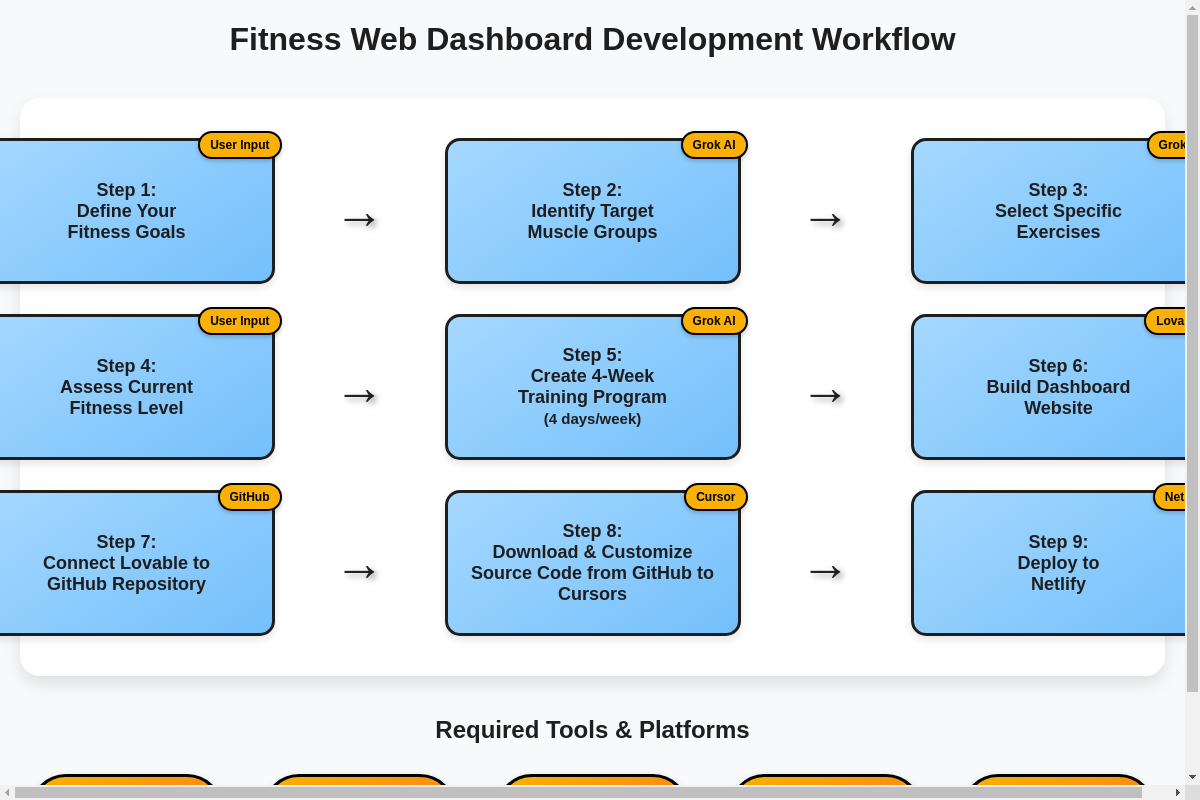 Fitness Web Dashboard Development Workflow
User Input
Step 1:
Define Your
Fitness Goals
→
Grok AI
Step 2:
Identify Target
Muscle Groups
→
Grok
Step 3:
Select Specific
Exercises
User Input
Step 4:
Assess Current
Fitness Level
→
Grok AI
Step 5:
Create 4-Week
Training Program
(4 days/week)
→
Lova
Step 6:
Build Dashboard
Website
GitHub
Step 7:
Connect Lovable to
GitHub Repository
→
Cursor
Step 8:
Download & Customize
Source Code from GitHub to
Cursors
→
Net
Step 9:
Deploy to
Netlify
Required Tools & Platforms